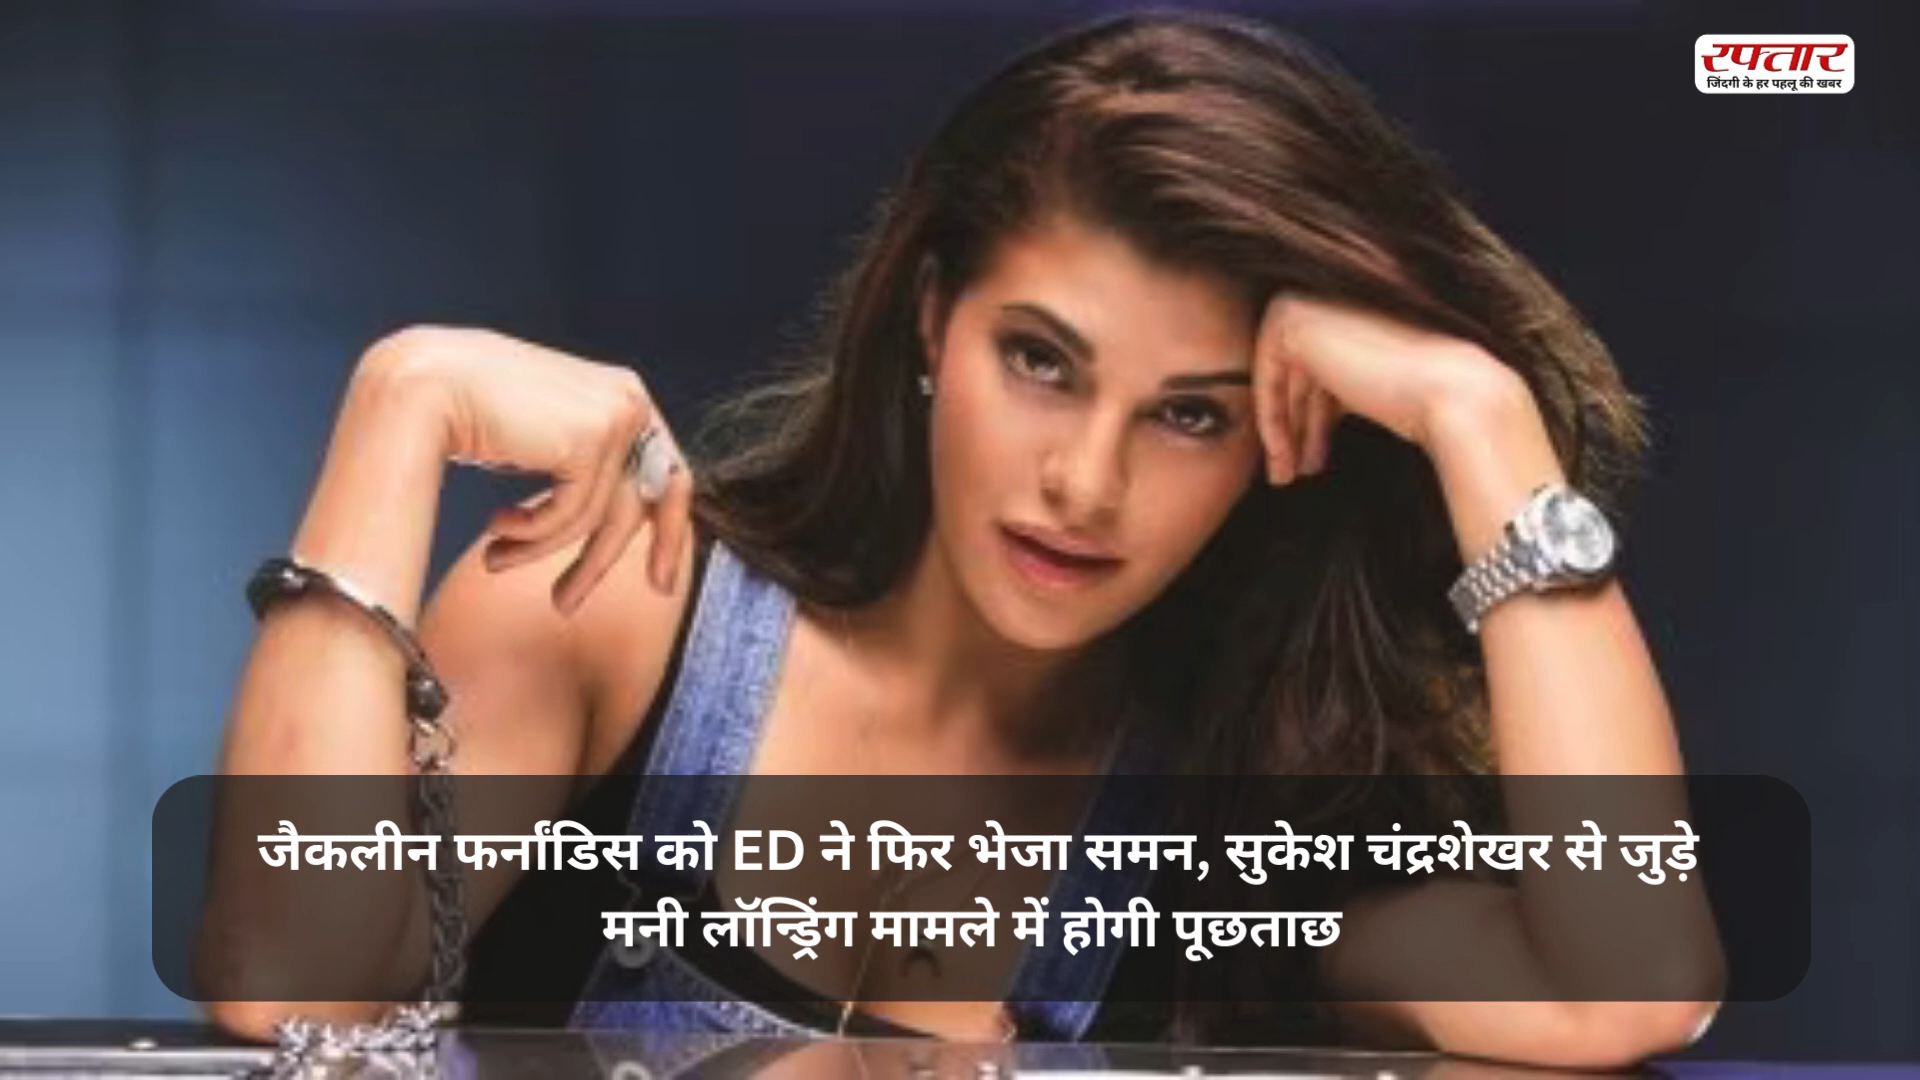 रफ्तार
जिंदगी के हर पहलू की खबर
जैकलीन फर्नांडिस को ED ने फिर भेजा समन, सुकेश चंद्रशेखर से जुड़े
मनी लॉन्ड्रिंग मामले में होगी पूछताछ